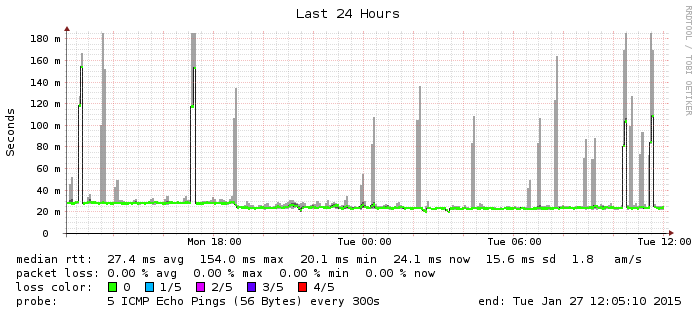 Last 24 Hours
RRDTOOL / TOBI OETIKER
Seconds
180 m
160 m
140 m
120 m
100 m
80 m
60 m
40 m
20 m
0
Mon 18:00 Tue 00:00 Tue 06:00 Tue 12:00
median rtt: 27.4 ms avg 154.0 ms max 20.1 ms min 24.1 ms now 15.6 ms sd 1.8 am/s
packet loss: 0.00 % avg 0.00 % max 0.00 % min 0.00 % now
loss color: 0 1/5 2/5 3/5 4/5
probe: 5 ICMP Echo Pings (56 Bytes) every 300s end: Tue Jan 27 12:05:10 2015